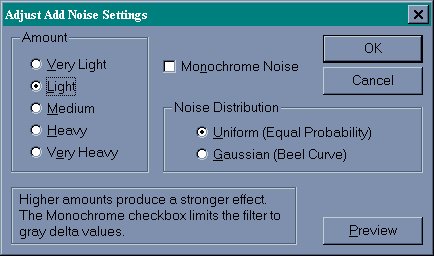 Adjust Add Noise Settings
Amount
Very Light
Light
Medium
Heavy
Very Heavy
Monochrome Noise
OK
Cancel
Noise Distribution
Uniform (Equal Probability)
Gaussian (Beel Curve)
Higher amounts produce a stronger effect.
The Monochrome checkbox limits the filter to
gray delta values.
Preview